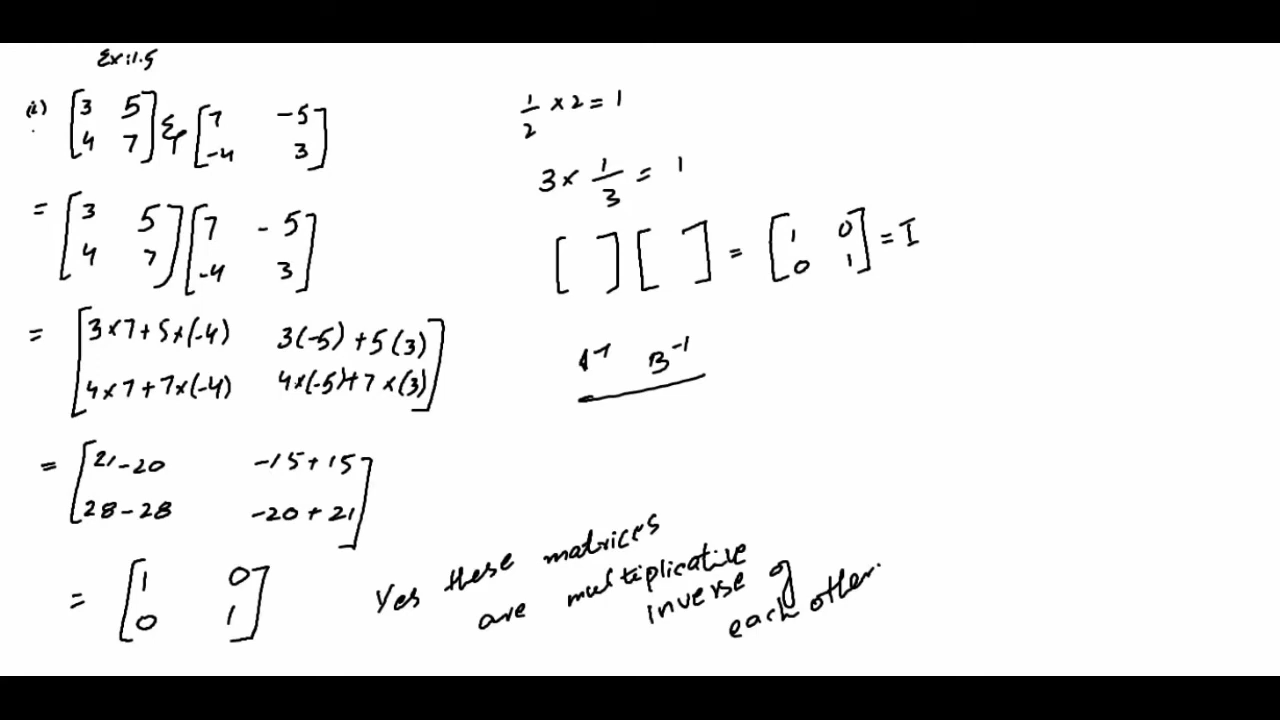 Ex:1.5
(i) [3 5] & [7 -5]
[4 7] [-4 3]
= [3 5] [7 -5]
[4 7] [-4 3]
= [3×7+5×(-4) 3(-5)+5(3)]
[4×7+7×(-4) 4×(-5)+7×(3)]
= [21-20 -15+15]
[28-28 -20+21]
= [1 0]
[0 1]
Yes these matrices
are multiplicative
inverse of
each other.
1/2 ×2=1
3× 1/3 = 1
[ ] [ ] = [1 0] = I
[0 1]
A⁻¹ B⁻¹